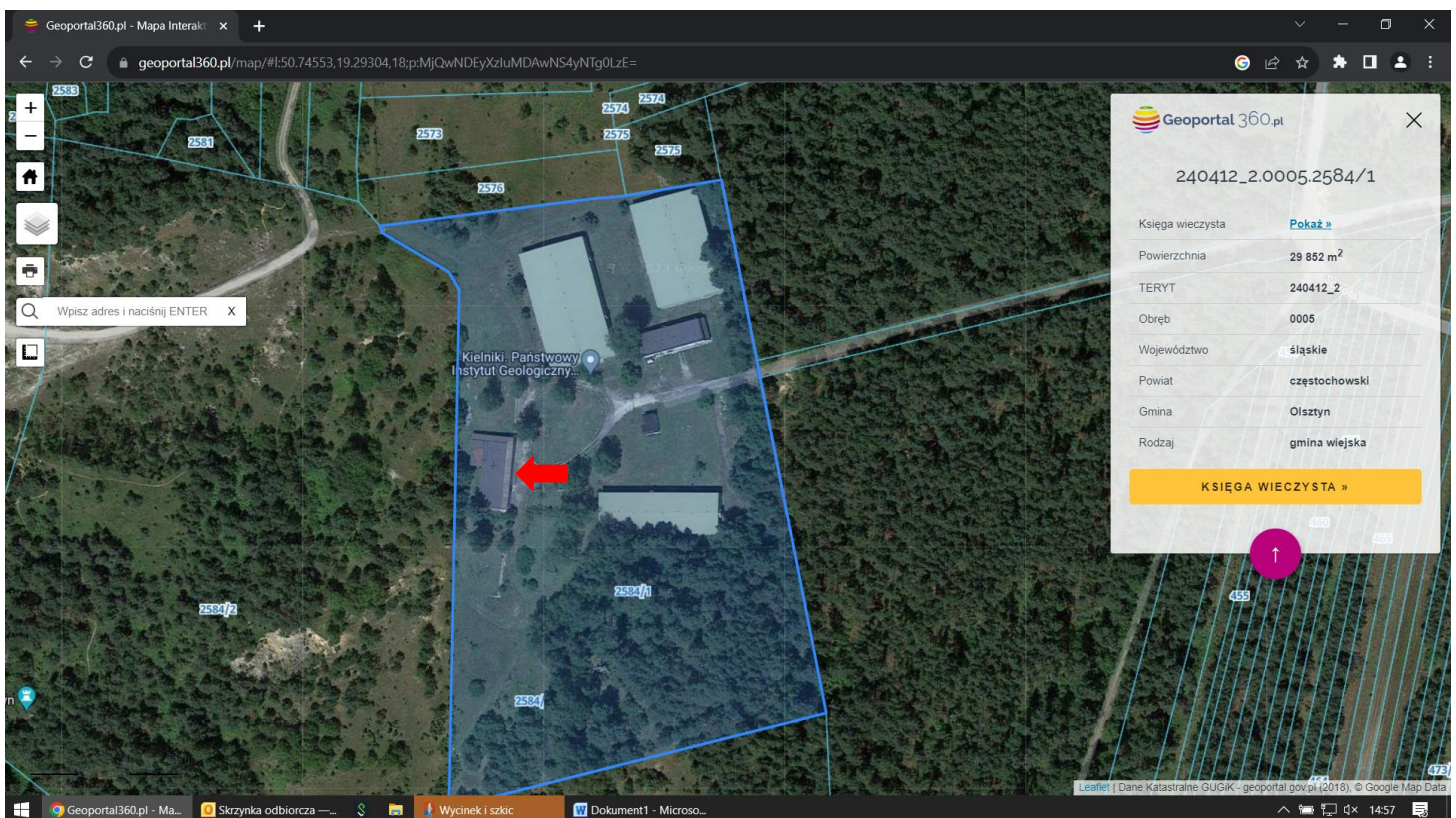 Geoportal360.pl - Mapa Interakt
geoportal360.pl/map/#l:50.74553,19.29304,18;p:MjQwNDEyXzIuMDAwNS4yNTg0LzE=
2583
2581
2573
2574
2574
2575
2575
2576
+
−
Wpisz adres i naciśnij ENTER X
Kielniki. Państwowy
Instytut Geologiczny...
2584/1
2584/2
2584/
Geoportal 360.pl
240412_2.0005.2584/1
Księga wieczysta Pokaż »
Powierzchnia 29 852 m²
TERYT 240412_2
Obręb 0005
Województwo śląskie
Powiat częstochowski
Gmina Olsztyn
Rodzaj gmina wiejska
KSIĘGA WIECZYSTA »
460
465
455
464
473/
Leaflet | Dane Katastralne GUGiK - geoportal.gov.pl (2018), © Google Map Data
Geoportal360.pl - Ma...
Skrzynka odbiorcza —...
Wycinek i szkic
Dokument1 - Microso...
14:57